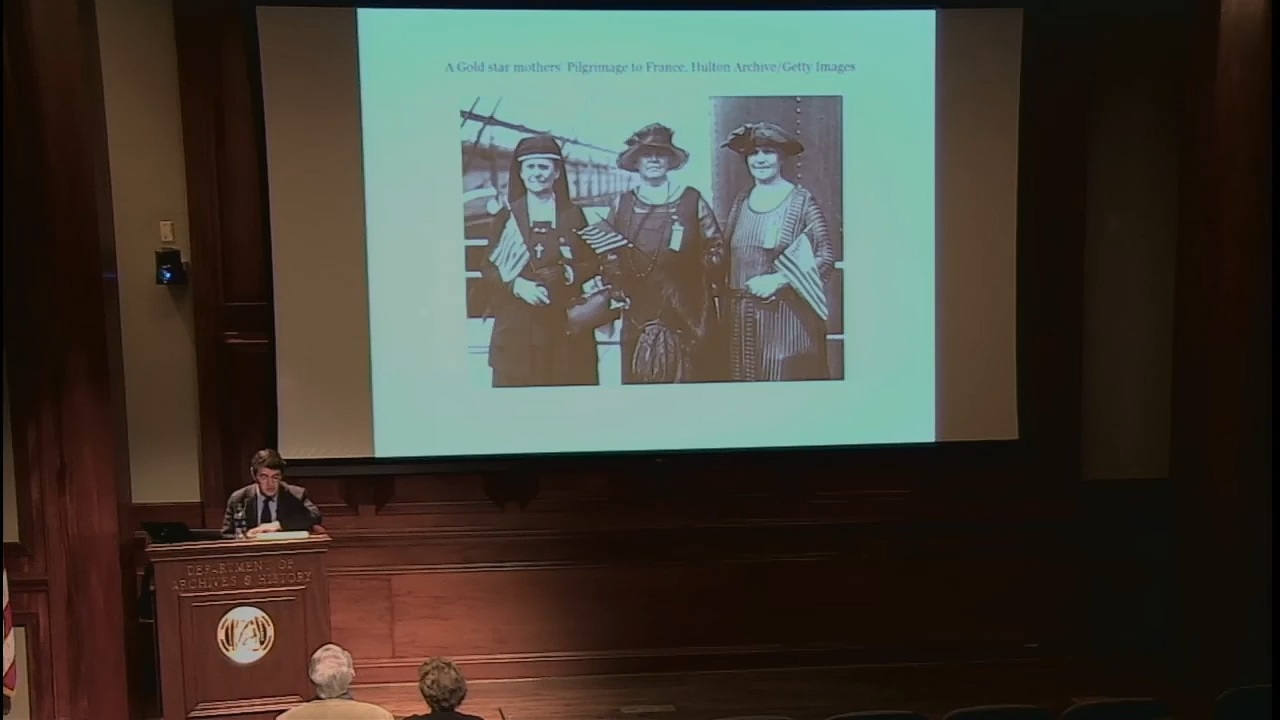 A Gold star mothers' Pilgrimage to France, Hulton Archive/Getty Images
DEPARTMENT OF
ARCHIVES & HISTORY